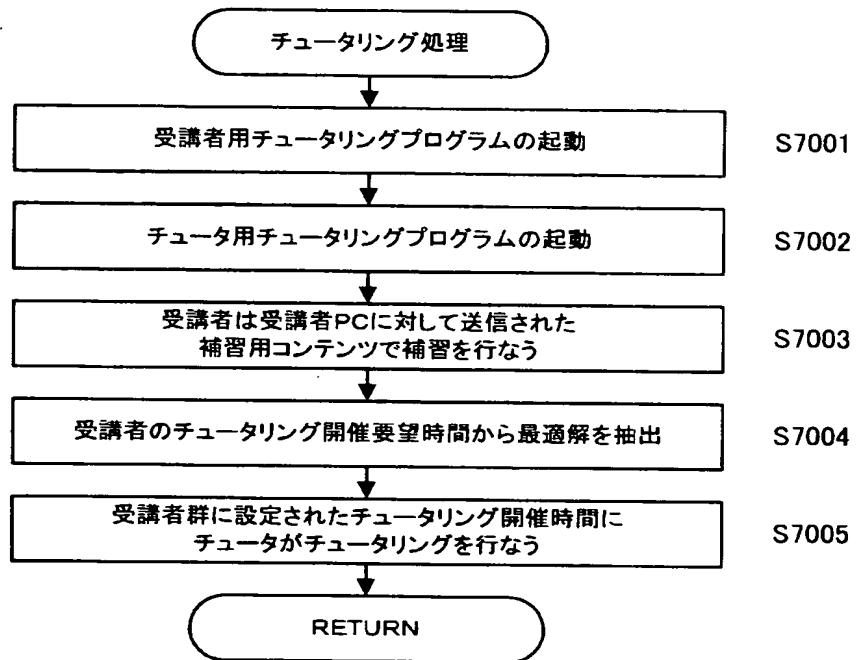 チュータリング処理
受講者用チュータリングプログラムの起動
S7001
チュータ用チュータリングプログラムの起動
S7002
受講者は受講者PCに対して送信された
補習用コンテンツで補習を行なう
S7003
受講者のチュータリング開催要望時間から最適解を抽出
S7004
受講者群に設定されたチュータリング開催時間に
チュータがチュータリングを行なう
S7005
RETURN